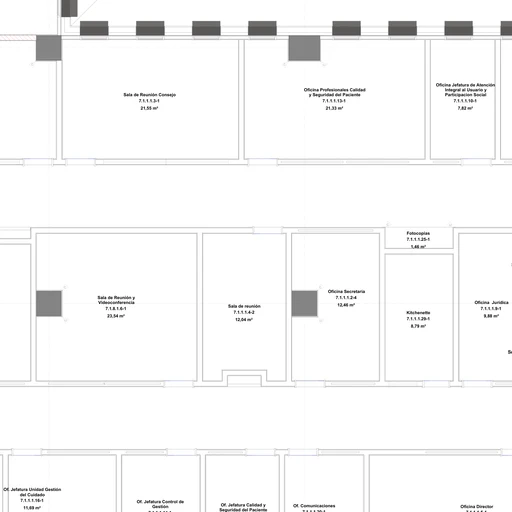 Sala de Reunión Consejo
7.1.1.1.3-1
21,55 m²
Oficina Profesionales Calidad
y Seguridad del Paciente
7.1.1.1.13-1
21,33 m²
Oficina Jefatura de Atención
Integral al Usuario y
Participacion Social
7.1.1.1.10-1
7,82 m²
Fotocopias
7.1.1.1.25-1
1,48 m²
Sala de Reunión y
Videoconferencia
7.1.8.1.6-1
23,54 m²
Sala de reunión
7.1.1.1.4-2
12,04 m²
Oficina Secretaria
7.1.1.1.2-4
12,46 m²
Kitchenette
7.1.1.1.26-1
8,79 m²
Oficina Jurídica
7.1.1.1.9-1
9,88 m²
Of. Jefatura Unidad Gestión
del Cuidado
7.1.1.1.16-1
11,68 m²
Of. Jefatura Control de
Gestión
Of. Jefatura Calidad y
Seguridad del Paciente
Of. Comunicaciones
Oficina Director